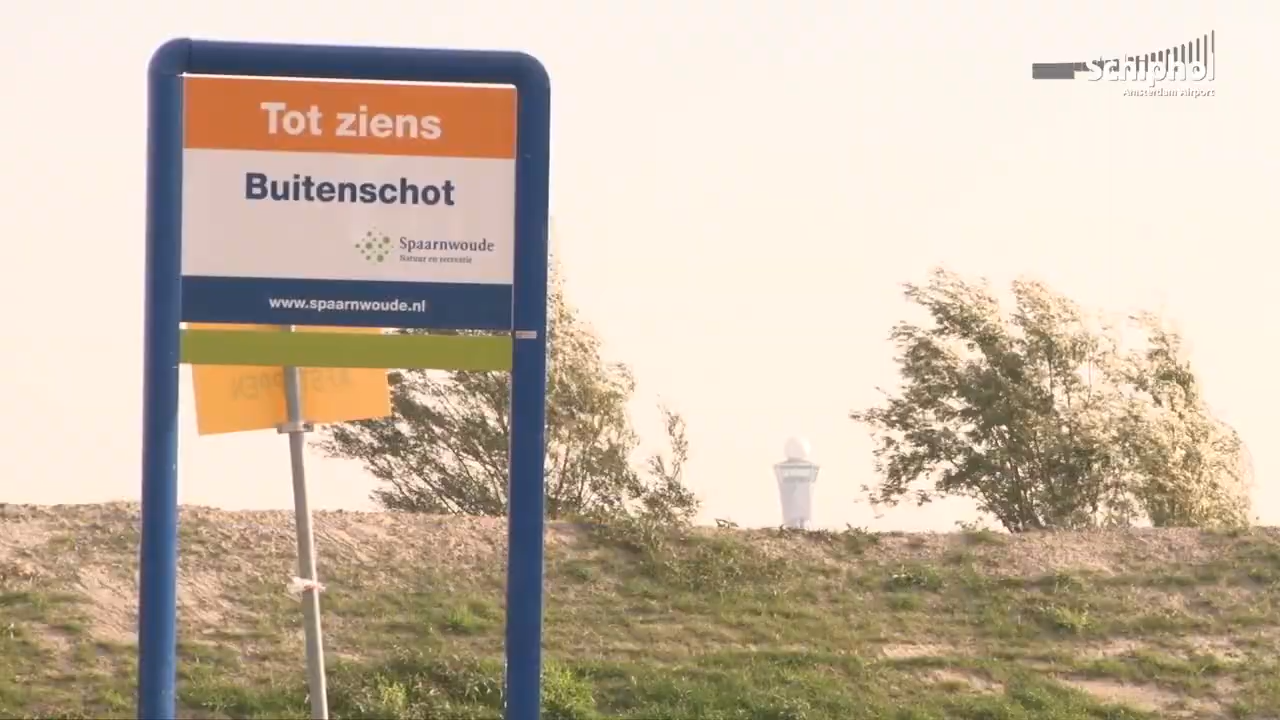 Schiphol
Amsterdam Airport
Tot ziens
Buitenschot
Spaarnwoude
Natuur en recreatie
www.spaarnwoude.nl